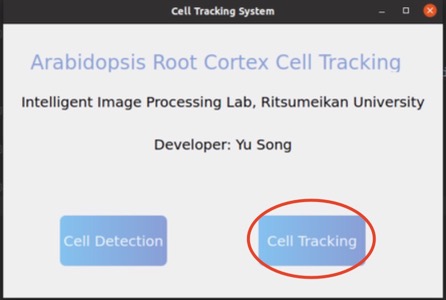 Cell Tracking System
Arabidopsis Root Cortex Cell Tracking
Intelligent Image Processing Lab, Ritsumeikan University
Developer: Yu Song
Cell Detection
Cell Tracking